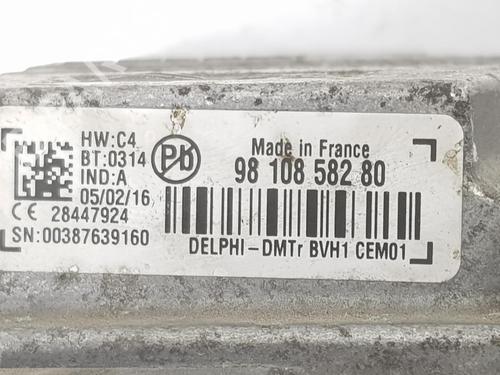 HW:C4
BT:0314
IND:A
05/02/16
CE 28447924
SN:00387639160
Pb
Made in France
98 108 582 80
DELPHI-DMTr BVH1 CEM01